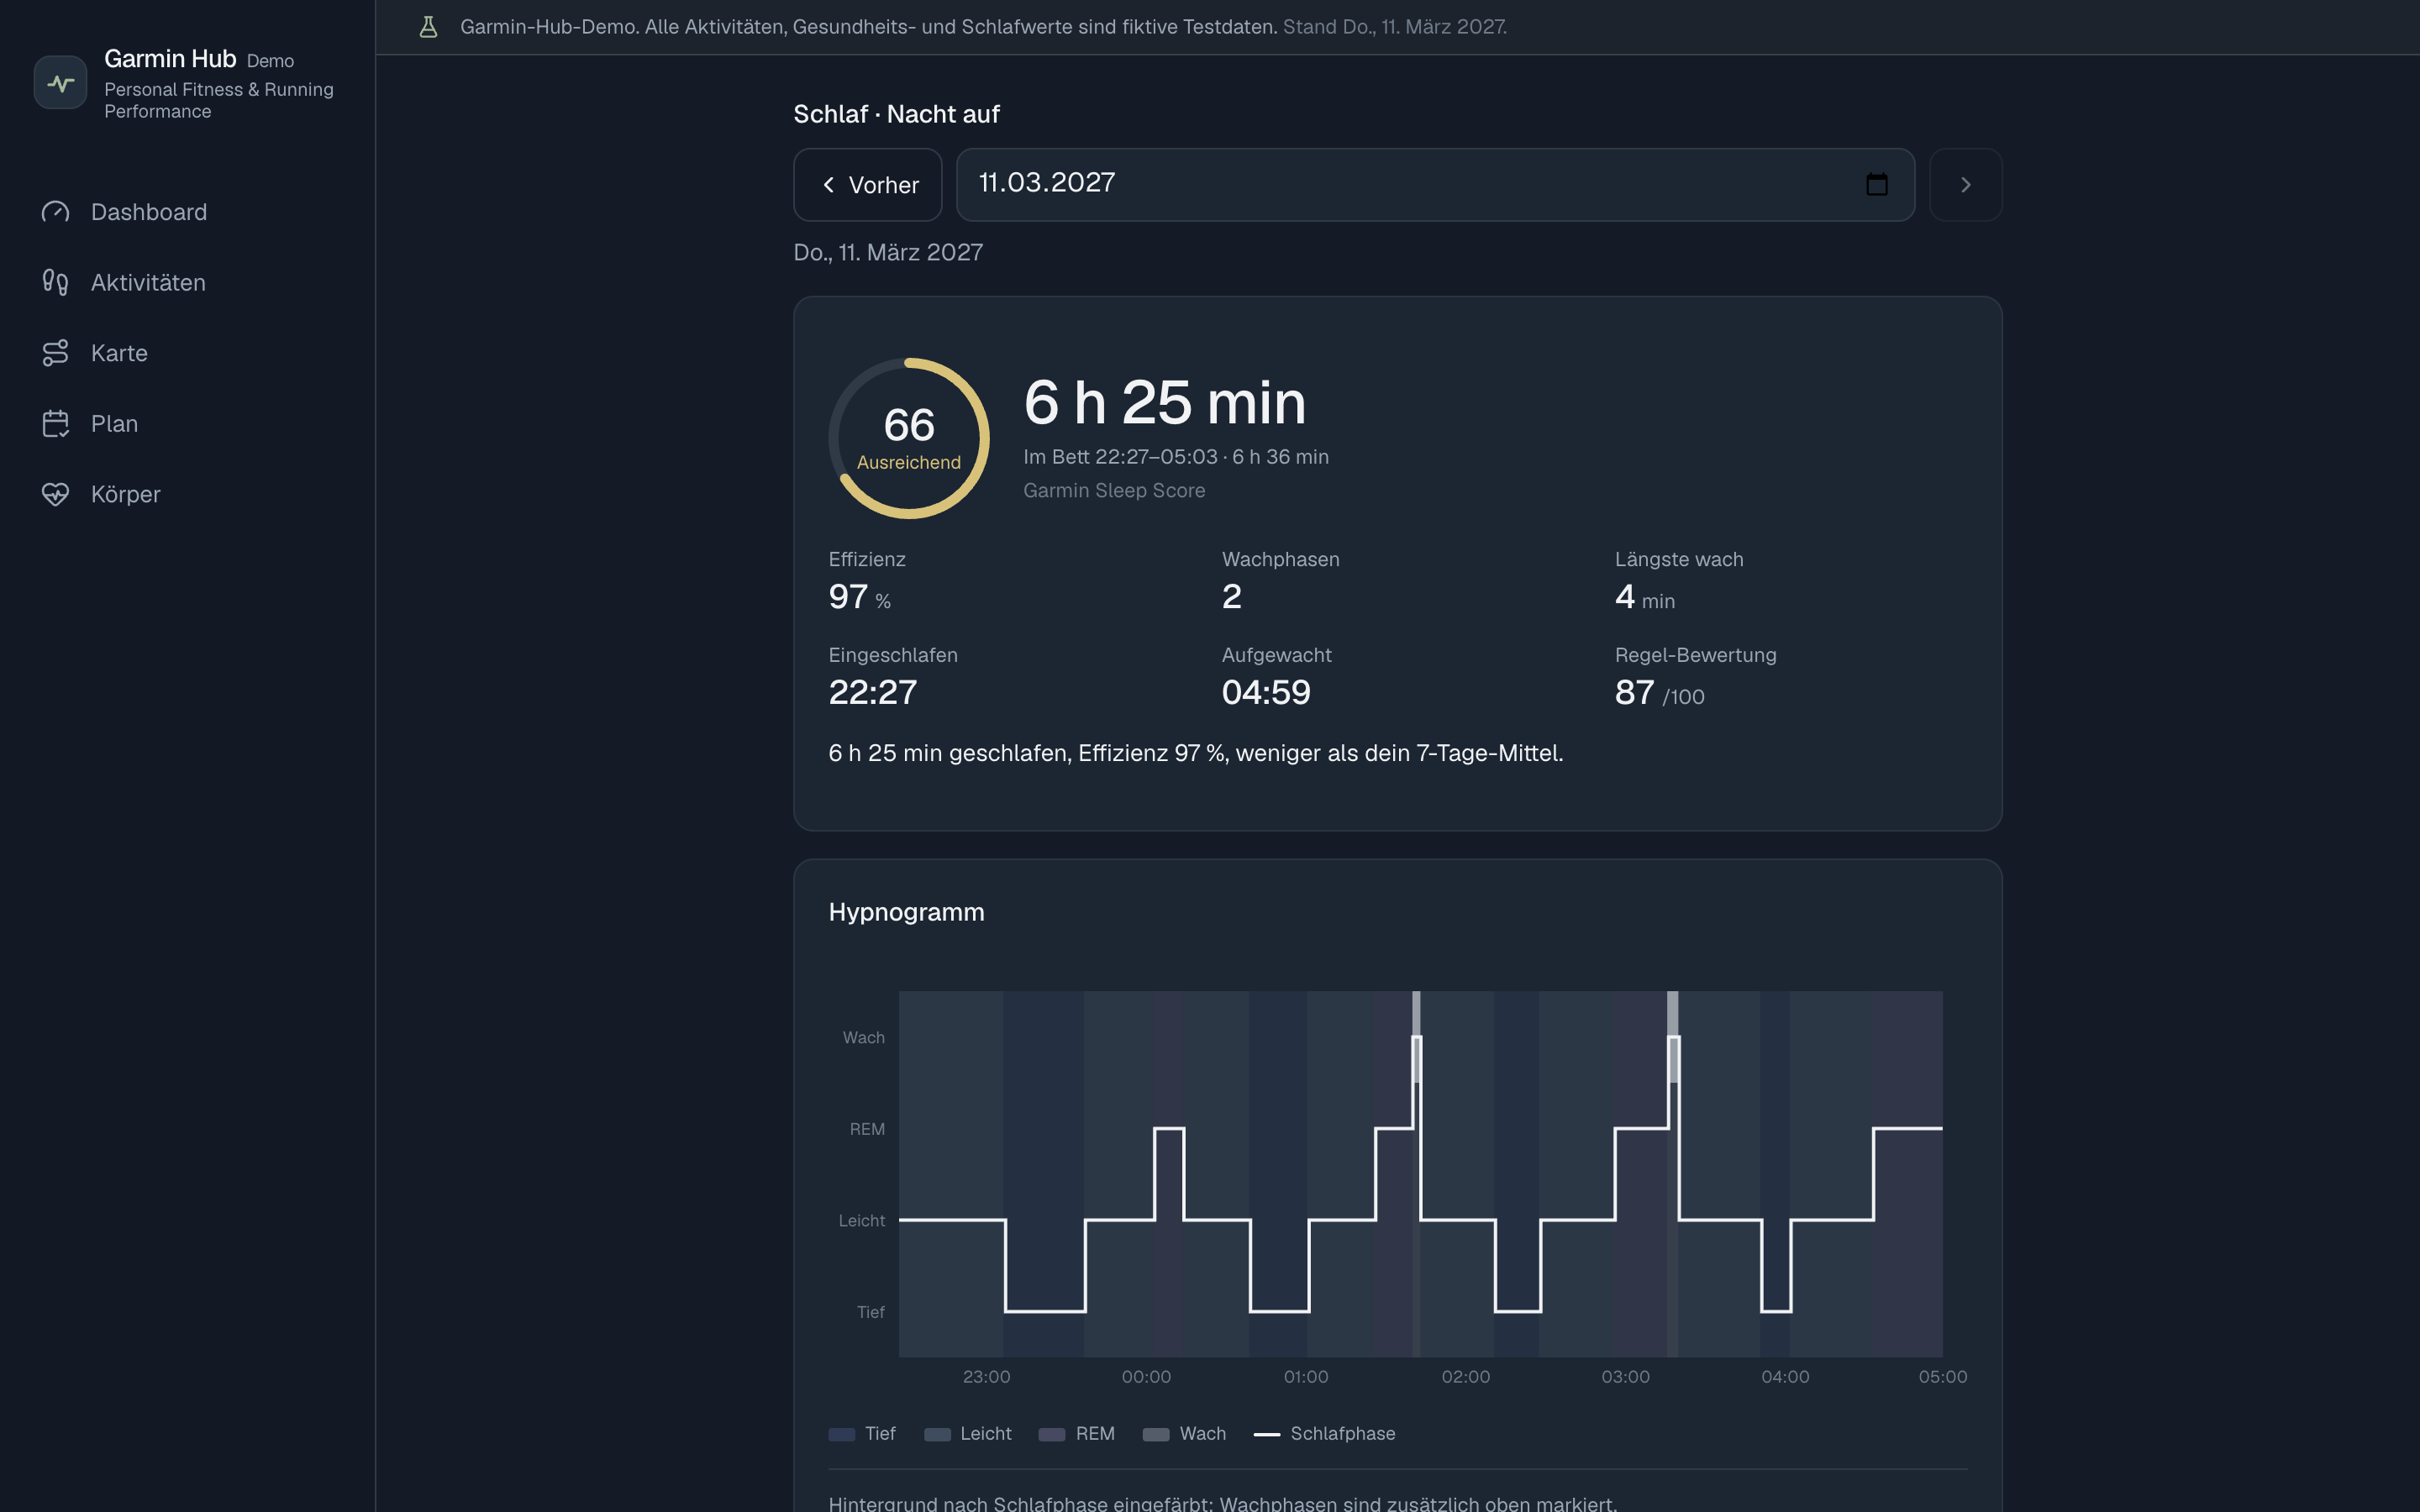 Garmin Hub Demo
Personal Fitness & Running
Performance
Dashboard
Aktivitäten
Karte
Plan
Körper
Garmin-Hub-Demo. Alle Aktivitäten, Gesundheits- und Schlafwerte sind fiktive Testdaten. Stand Do., 11. März 2027.
Schlaf · Nacht auf
Vorher
11.03.2027
Do., 11. März 2027
66
Ausreichend
6 h 25 min
Im Bett 22:27–05:03 · 6 h 36 min
Garmin Sleep Score
Effizienz
97 %
Wachphasen
2
Längste wach
4 min
Eingeschlafen
22:27
Aufgewacht
04:59
Regel-Bewertung
87 /100
6 h 25 min geschlafen, Effizienz 97 %, weniger als dein 7-Tage-Mittel.
Hypnogramm
Wach
REM
Leicht
Tief
23:00 00:00 01:00 02:00 03:00 04:00 05:00
Tief Leicht REM Wach Schlafphase
Hintergrund nach Schlafphase eingefärbt; Wachphasen sind zusätzlich oben markiert.